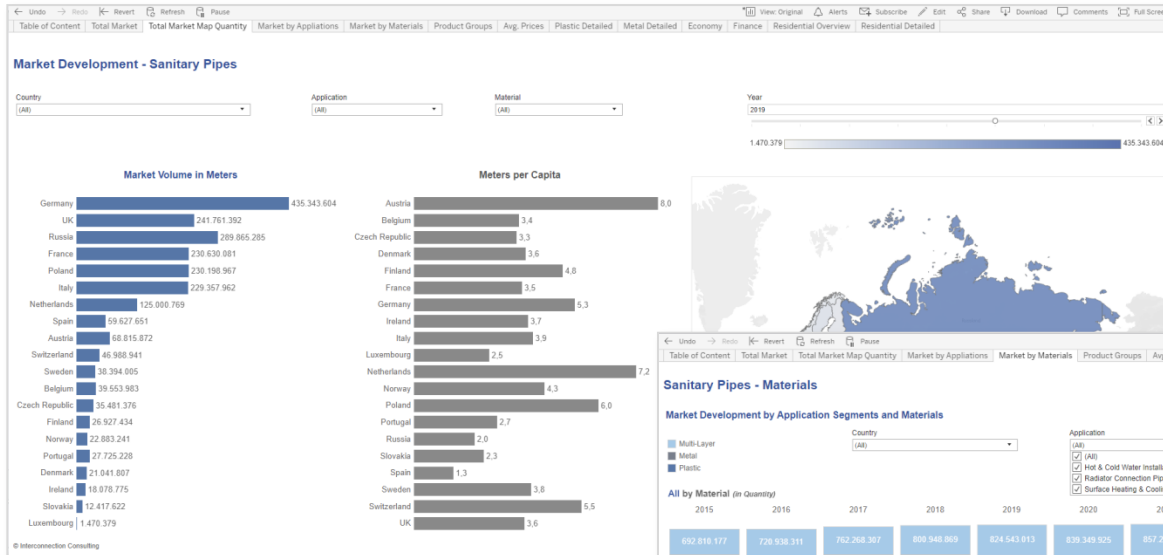 ← Undo → Redo Revert Refresh Pause View: Original Alerts Subscribe Edit Share Download Comments Full Scree
Table of Content Total Market Total Market Map Quantity Market by Appliations Market by Materials Product Groups Avg. Prices Plastic Detailed Metal Detailed Economy Finance Residential Overview Residential Detailed
Market Development - Sanitary Pipes
Country Application Material Year
(All) (All) (All) 2019
1.470.379 435.343.604
Market Volume in Meters
Germany 435.343.604
UK 241.761.392
Russia 289.865.285
France 230.630.081
Poland 230.198.967
Italy 229.357.962
Netherlands 125.000.769
Spain 59.627.651
Austria 68.815.872
Switzerland 46.988.941
Sweden 38.394.005
Belgium 39.553.983
Czech Republic 35.481.376
Finland 26.927.434
Norway 22.883.241
Portugal 27.725.228
Denmark 21.041.807
Ireland 18.078.775
Slovakia 12.417.622
Luxembourg 1.470.379
© Interconnection Consulting
Meters per Capita
Austria 8,0
Belgium 3,4
Czech Republic 3,3
Denmark 3,6
Finland 4,8
France 3,5
Germany 5,3
Ireland 3,7
Italy 3,9
Luxembourg 2,5
Netherlands 7,2
Norway 4,3
Poland 6,0
Portugal 2,7
Russia 2,0
Slovakia 2,3
Spain 1,3
Sweden 3,8
Switzerland 5,5
UK 3,6
← Undo → Redo Revert Refresh Pause
Table of Content Total Market Total Market Map Quantity Market by Appliations Market by Materials Product Groups Avg
Sanitary Pipes - Materials
Market Development by Application Segments and Materials
Multi-Layer
Metal
Plastic
Country
(All)
Application
(All)
(All)
Hot & Cold Water Installa
Radiator Connection Pip
Surface Heating & Cooli
All by Material (in Quantity)
2015 2016 2017 2018 2019 2020 20
692.810.177 720.938.311 762.268.307 800.948.869 824.543.013 839.349.925 857.2